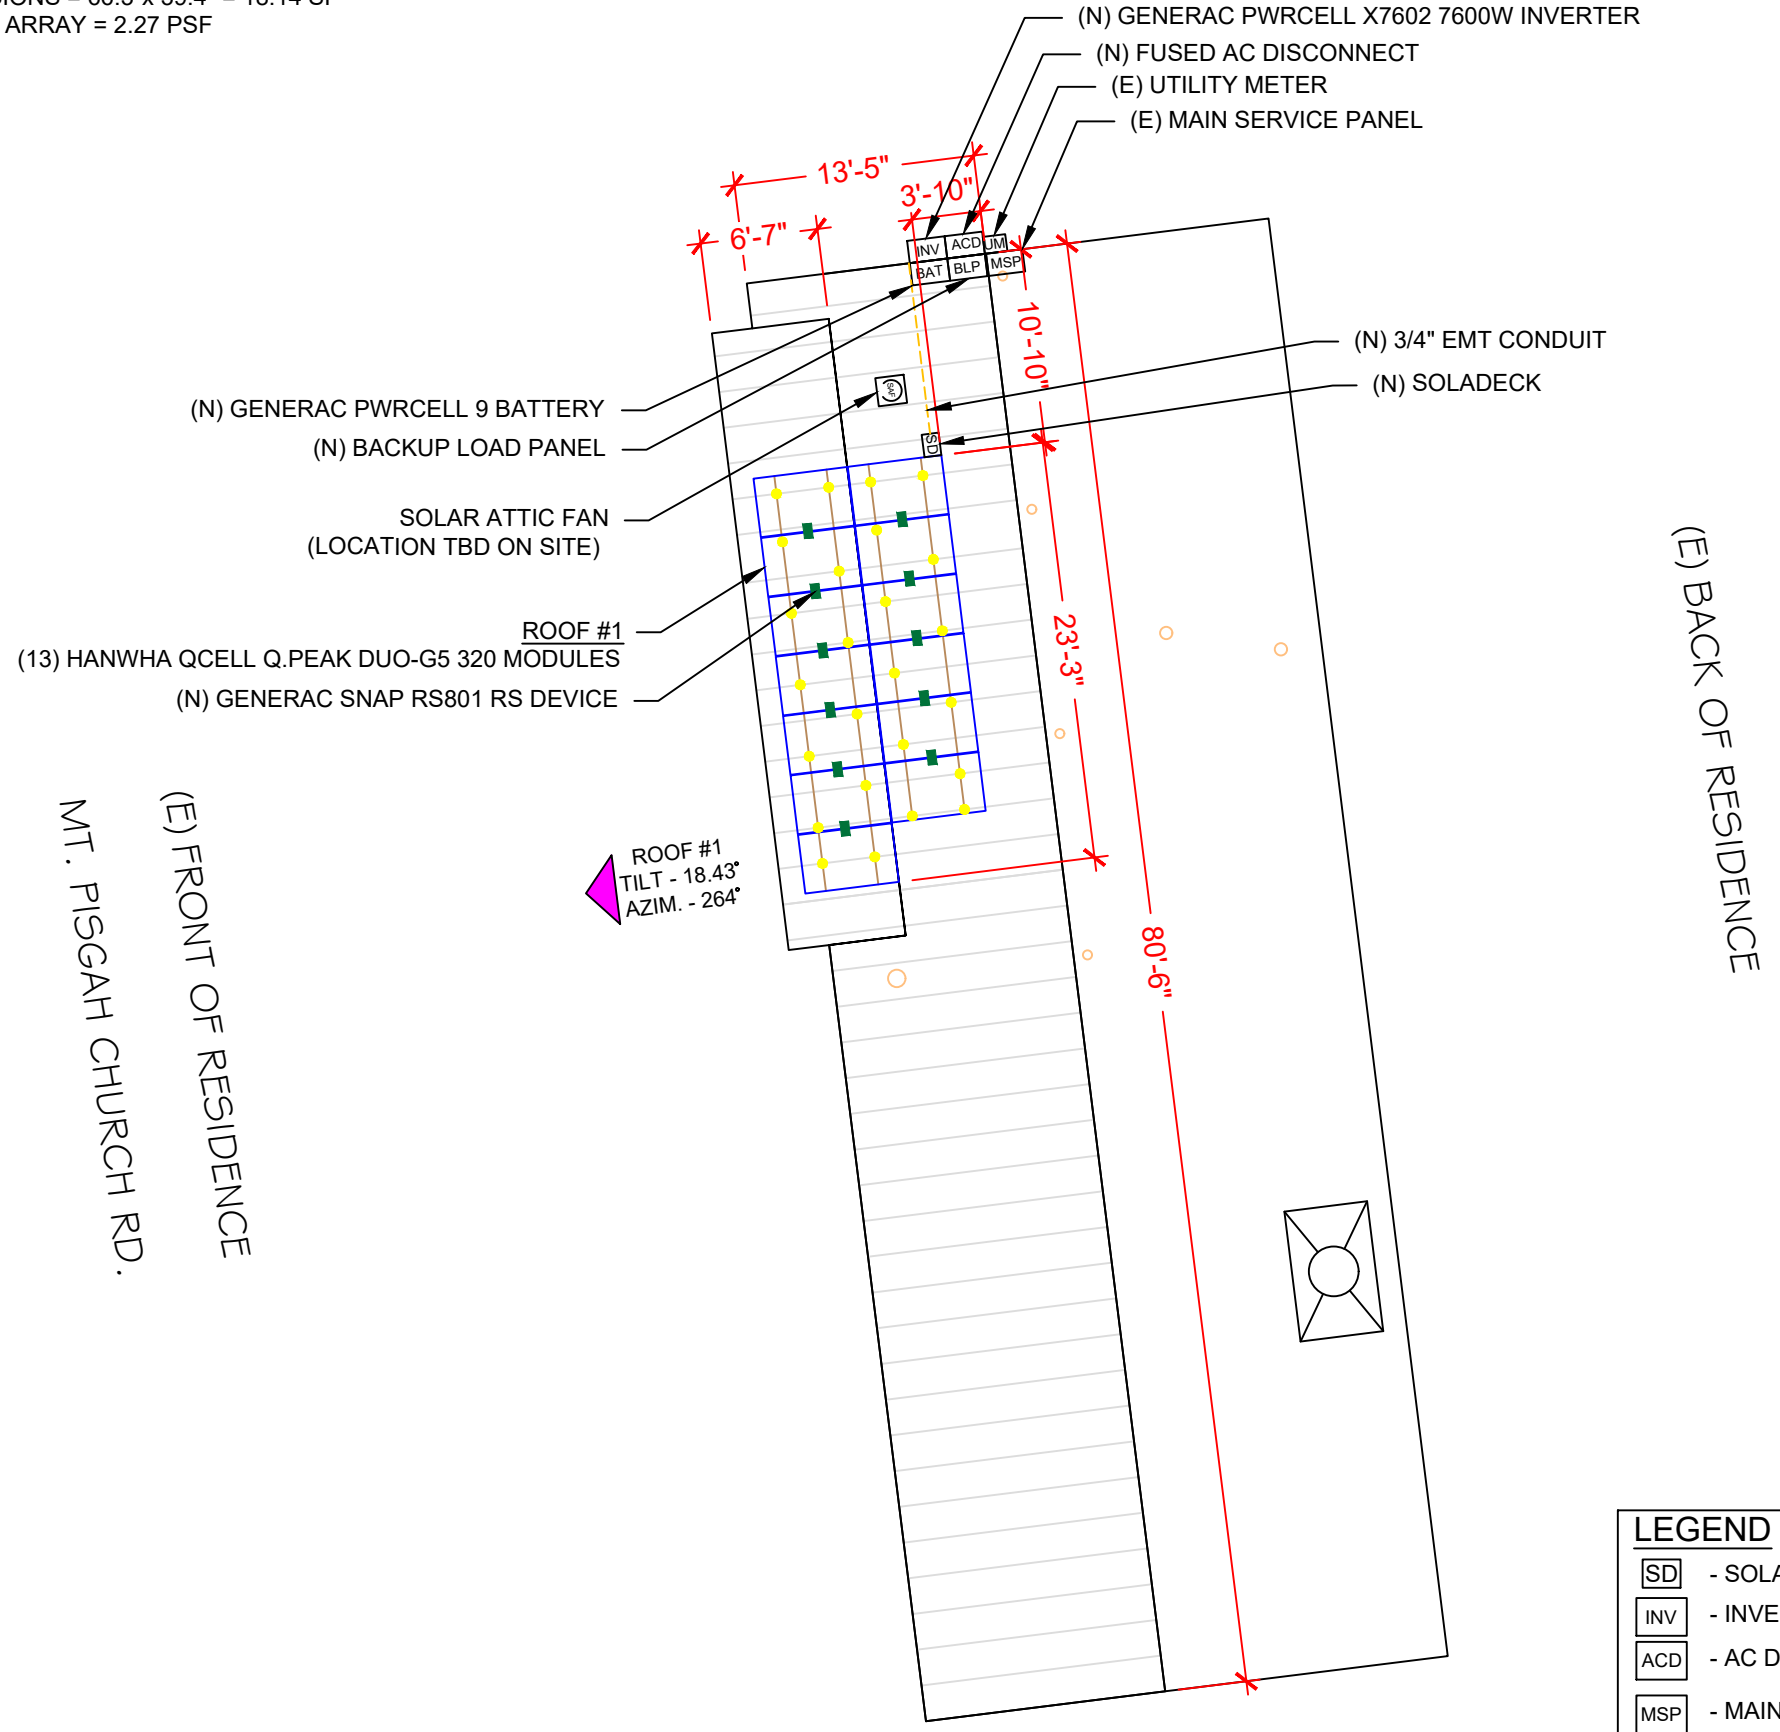 ARRAY = 2.27 PSF
(N) GENERAC PWRCELL X7602 7600W INVERTER
(N) FUSED AC DISCONNECT
(E) UTILITY METER
(E) MAIN SERVICE PANEL
13'-5"
3'-10"
6'-7"
INV
ACD
UM
BAT
BLP
MSP
10'-10"
(N) 3/4" EMT CONDUIT
(N) SOLADECK
(N) GENERAC PWRCELL 9 BATTERY
(N) BACKUP LOAD PANEL
SAF
SD
SOLAR ATTIC FAN
(LOCATION TBD ON SITE)
ROOF #1
(13) HANWHA QCELL Q.PEAK DUO-G5 320 MODULES
(N) GENERAC SNAP RS801 RS DEVICE
23'-3"
(E) BACK OF RESIDENCE
ROOF #1
TILT - 18.43°
AZIM. - 264°
80'-6"
(E) FRONT OF RESIDENCE
MT. PISGAH CHURCH RD.
LEGEND
SD - SOLA
INV - INVE
ACD - AC D
MSP - MAIN